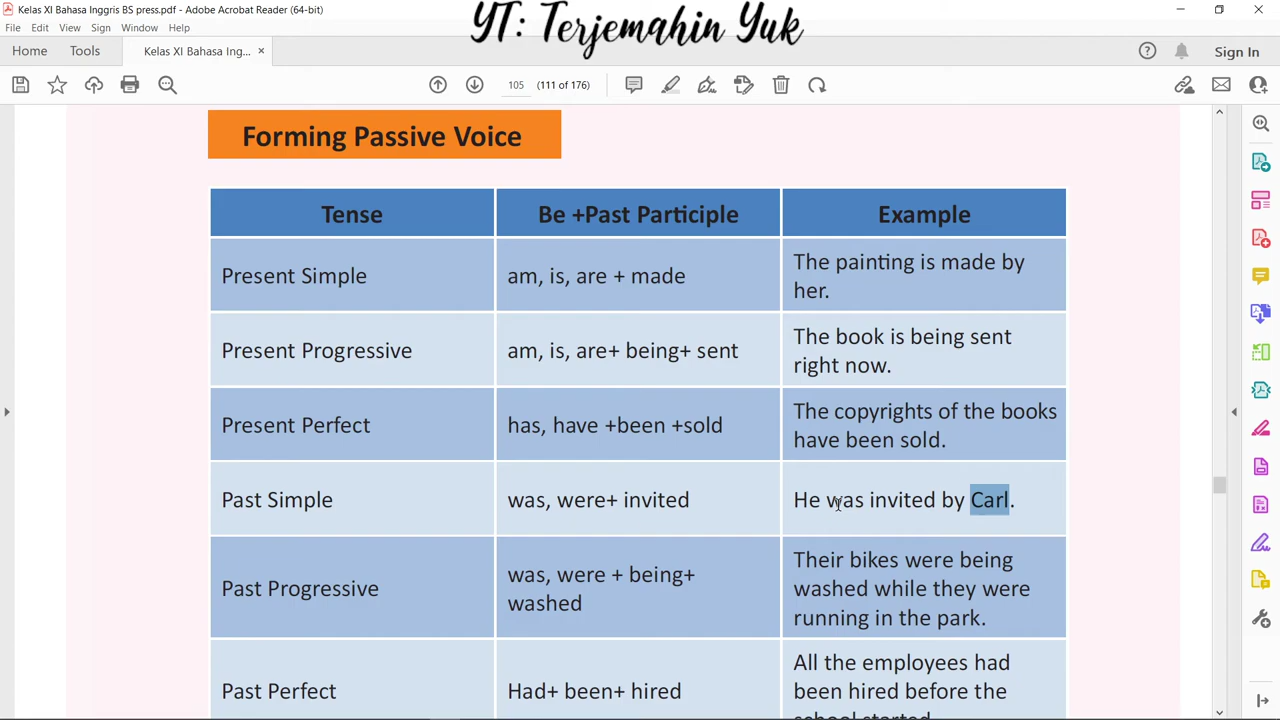 Kelas XI Bahasa Inggris BS press.pdf - Adobe Acrobat Reader (64-bit)
YT: Terjemahin Yuk
File Edit View Sign Window Help
Home Tools Kelas XI Bahasa Ing... × Sign In
105 (111 of 176)
Forming Passive Voice
Tense Be +Past Participle Example
Present Simple am, is, are + made The painting is made by
her.
Present Progressive am, is, are+ being+ sent The book is being sent
right now.
Present Perfect has, have +been +sold The copyrights of the books
have been sold.
Past Simple was, were+ invited He was invited by Carl.
Past Progressive was, were + being+
washed
Their bikes were being
washed while they were
running in the park.
Past Perfect Had+ been+ hired All the employees had
been hired before the
school started.